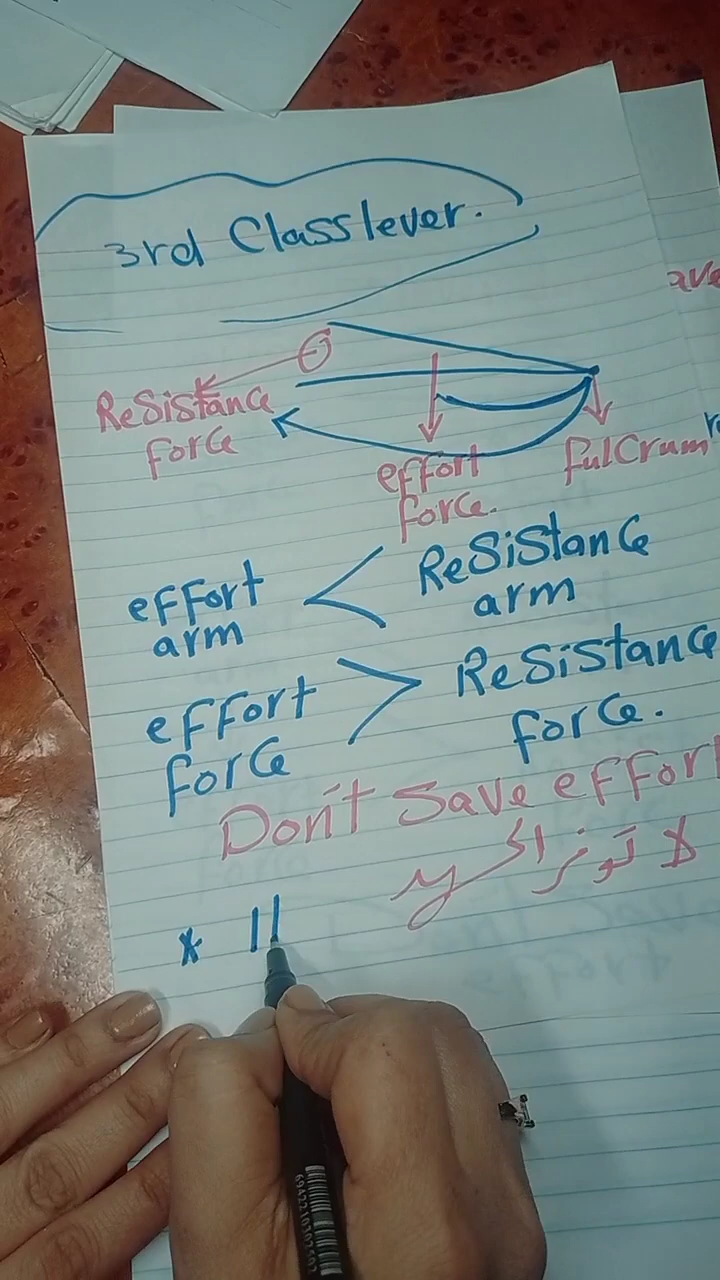 3rd Class lever.
Resistance
force
effort
force.
fulcrum
effort
arm
<
Resistance
arm
effort
force
>
Resistance
force.
Don't Save effort
لا توفر الجهد
*